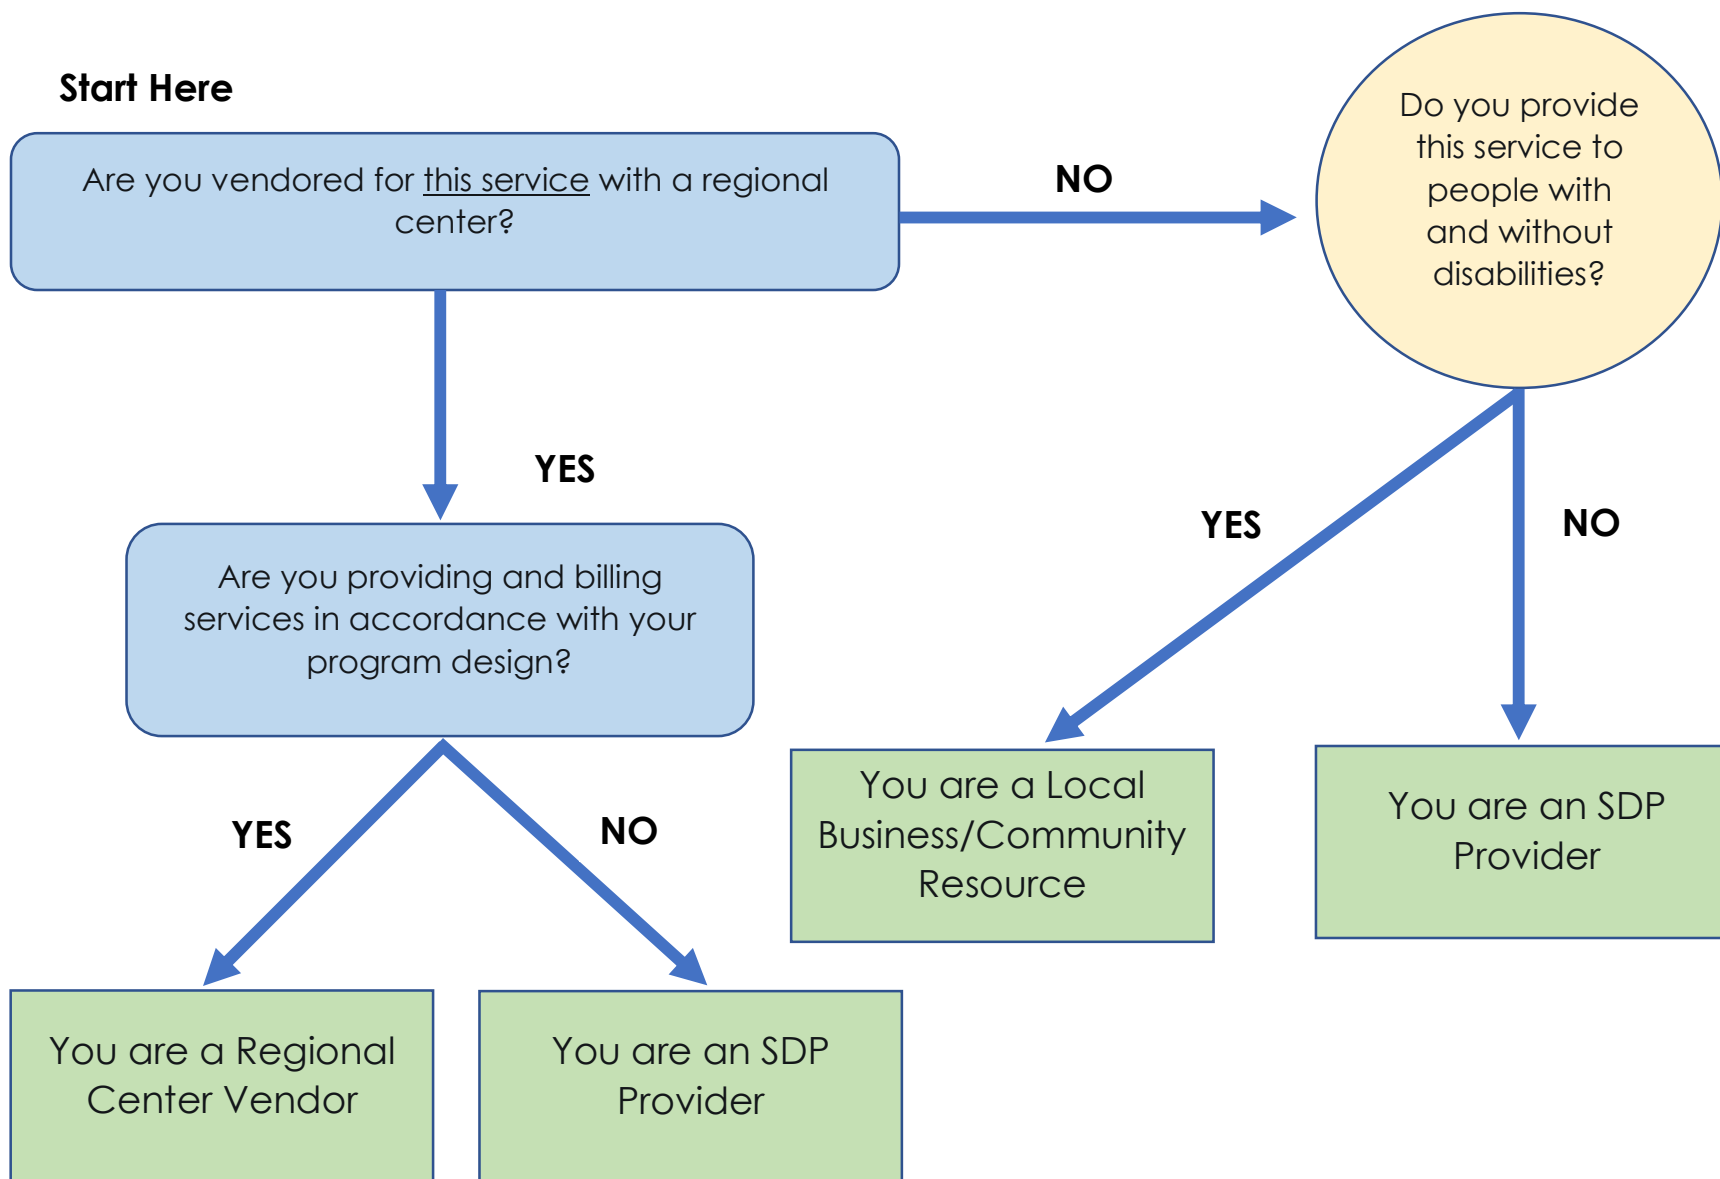 Start Here
Are you vendored for this service with a regional
center?
NO
Do you provide
this service to
people with
and without
disabilities?
YES
Are you providing and billing
services in accordance with your
program design?
YES
NO
You are a Local
Business/Community
Resource
You are an SDP
Provider
YES
NO
You are a Regional
Center Vendor
You are an SDP
Provider